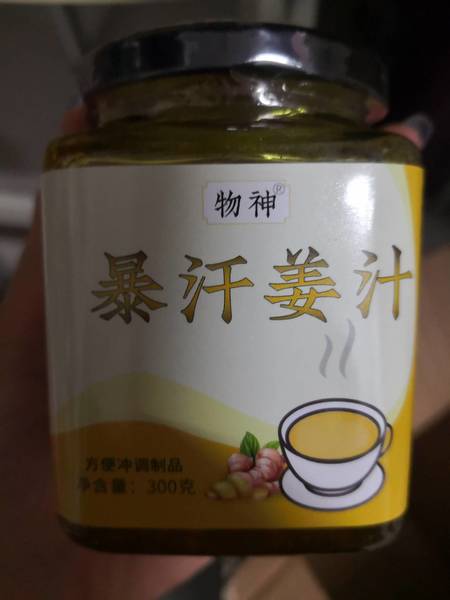 物神®
暴汗姜汁
方便冲调制品
净含量：300克